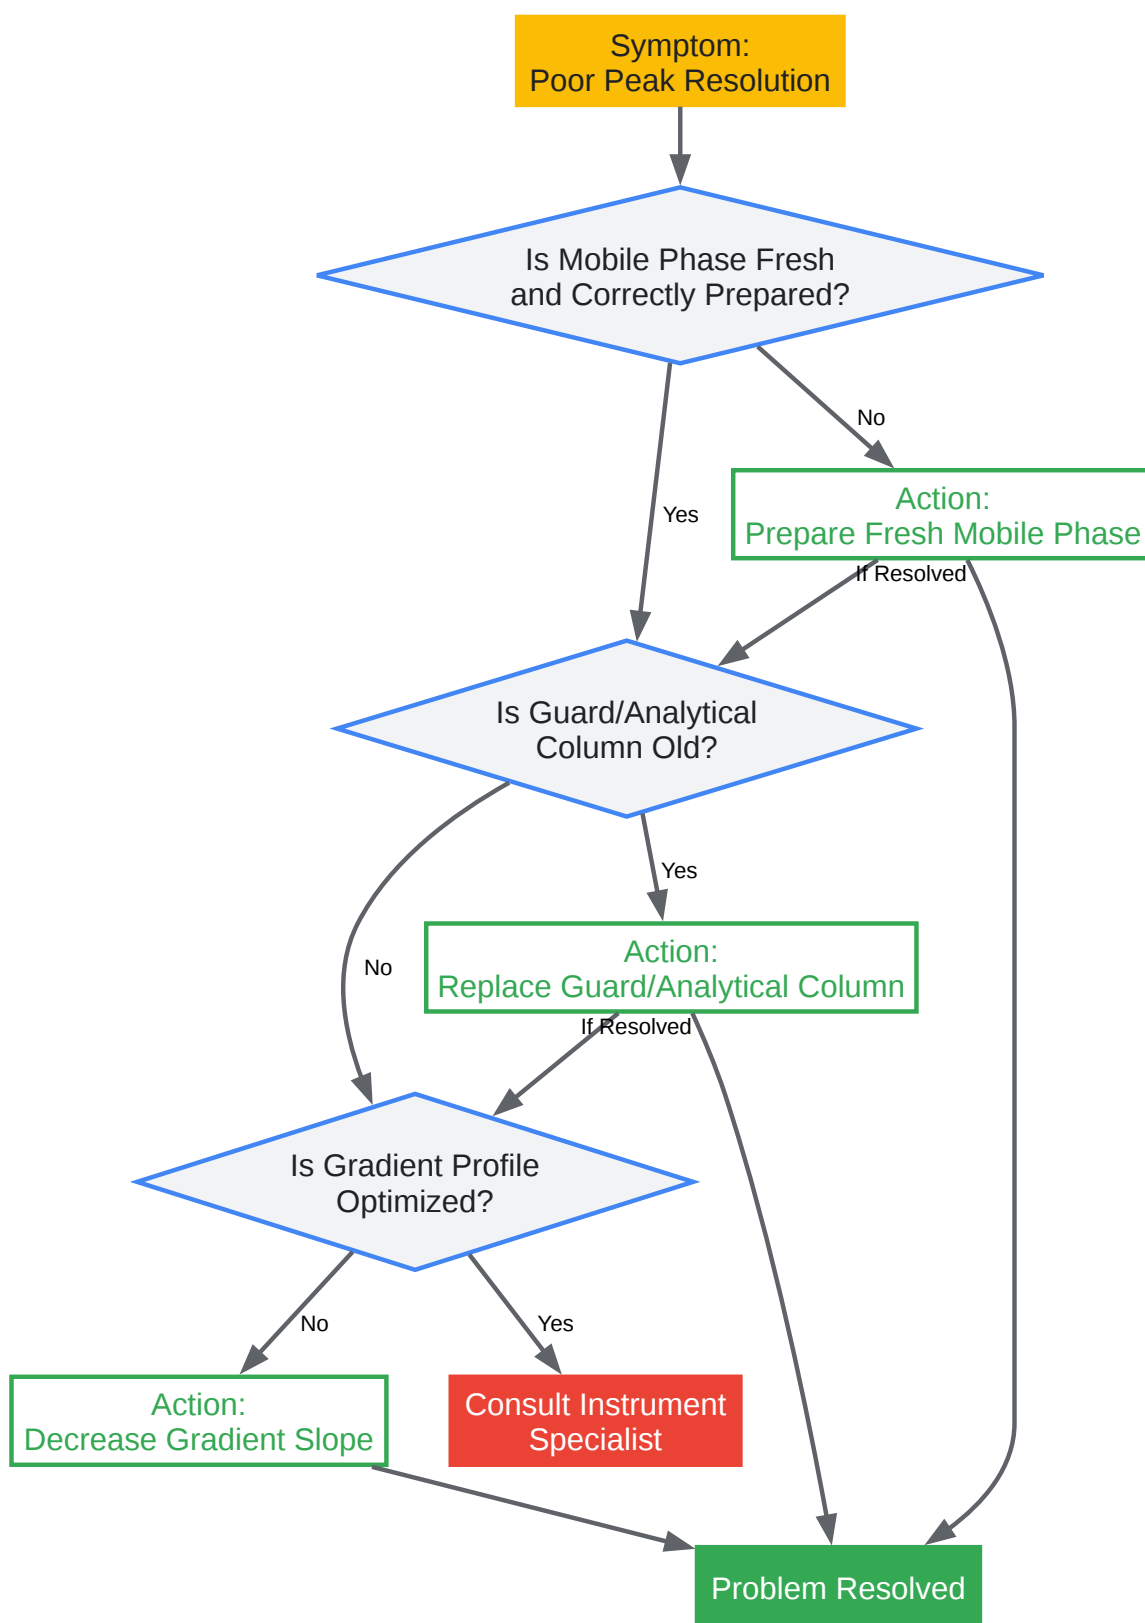 Symptom:
Poor Peak Resolution
Is Mobile Phase Fresh
and Correctly Prepared?
No
Action:
Prepare Fresh Mobile Phase
Yes
If Resolved
Is Guard/Analytical
Column Old?
Yes
Action:
Replace Guard/Analytical Column
No
If Resolved
Is Gradient Profile
Optimized?
No
Yes
Action:
Decrease Gradient Slope
Consult Instrument
Specialist
Problem Resolved